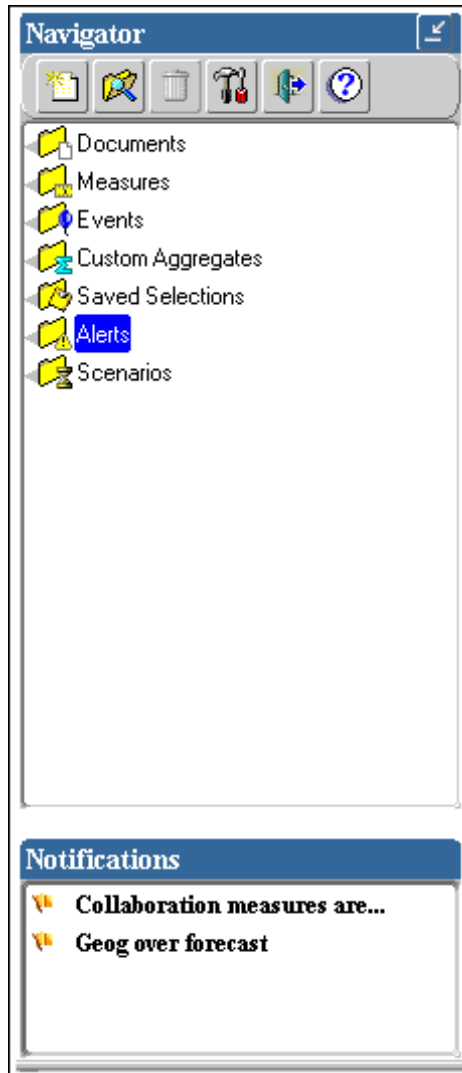 Navigator
Documents
Measures
Events
Custom Aggregates
Saved Selections
Alerts
Scenarios
Notifications
Collaboration measures are...
Geog over forecast